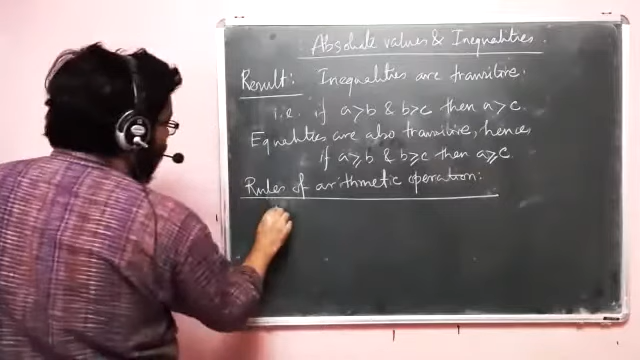 Absolute values & Inequalities.
Result: Inequalities are transitive.
i.e. if a>b & b>c then a>c.
Equalities are also transitive, hence
if a⩾b & b⩾c then a⩾c.
Rules of arithmetic operation: